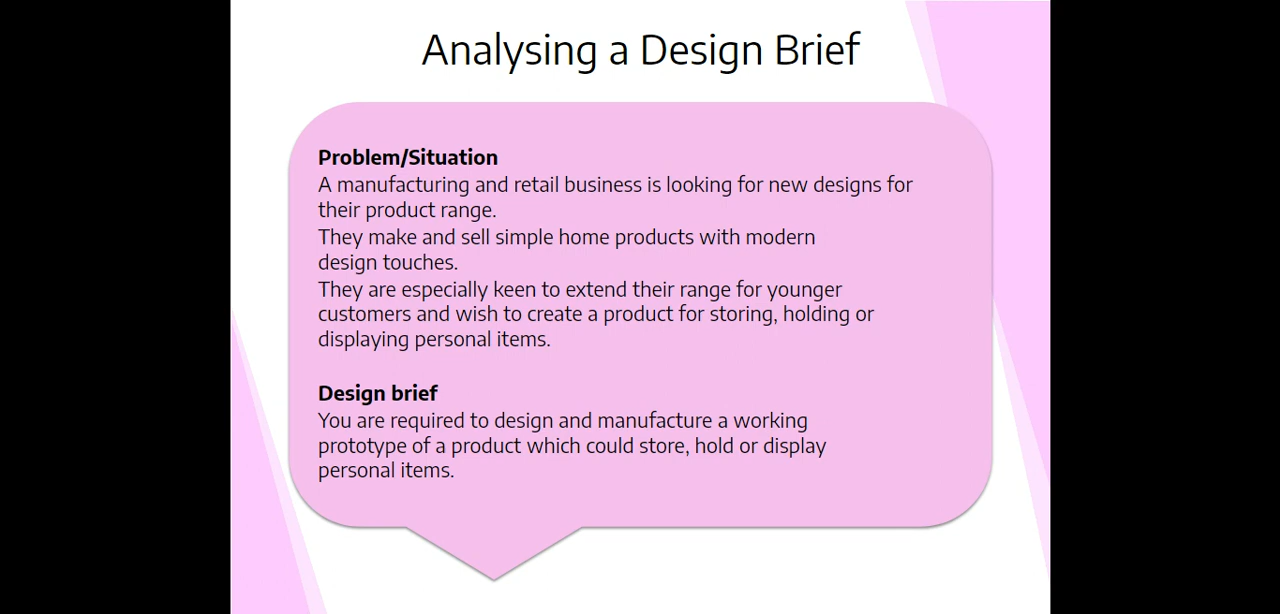 Analysing a Design Brief
Problem/Situation
A manufacturing and retail business is looking for new designs for
their product range.
They make and sell simple home products with modern
design touches.
They are especially keen to extend their range for younger
customers and wish to create a product for storing, holding or
displaying personal items.
Design brief
You are required to design and manufacture a working
prototype of a product which could store, hold or display
personal items.